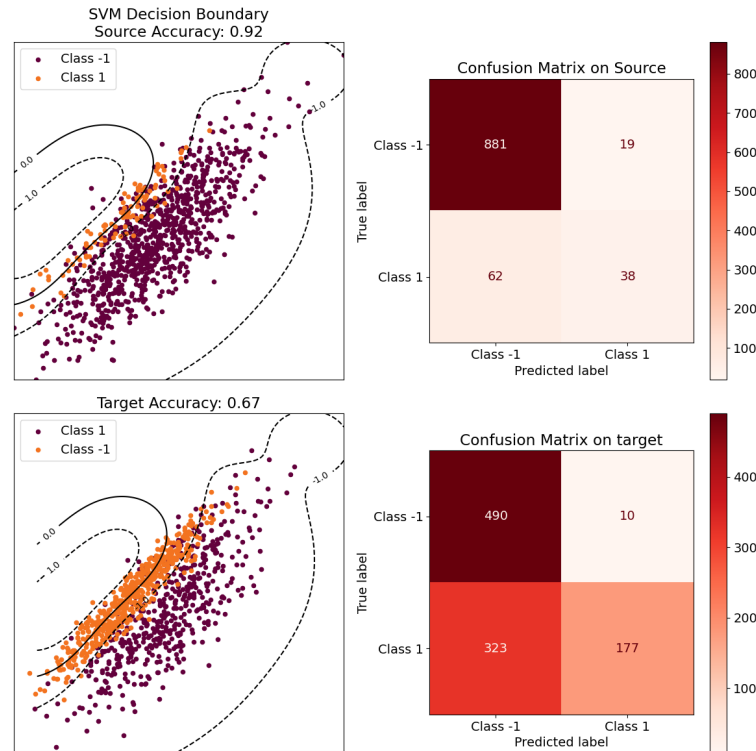 SVM Decision Boundary
Source Accuracy: 0.92
Class -1
Class 1
0.0
1.0
-1.0
-1.0
Confusion Matrix on Source
True label
Class -1
881
19
Class 1
62
38
Class -1
Class 1
Predicted label
800
700
600
500
400
300
200
100
Target Accuracy: 0.67
Class 1
Class -1
0.0
1.0
-1.0
-1.0
Confusion Matrix on target
True label
Class -1
490
10
Class 1
323
177
Class -1
Class 1
Predicted label
400
300
200
100